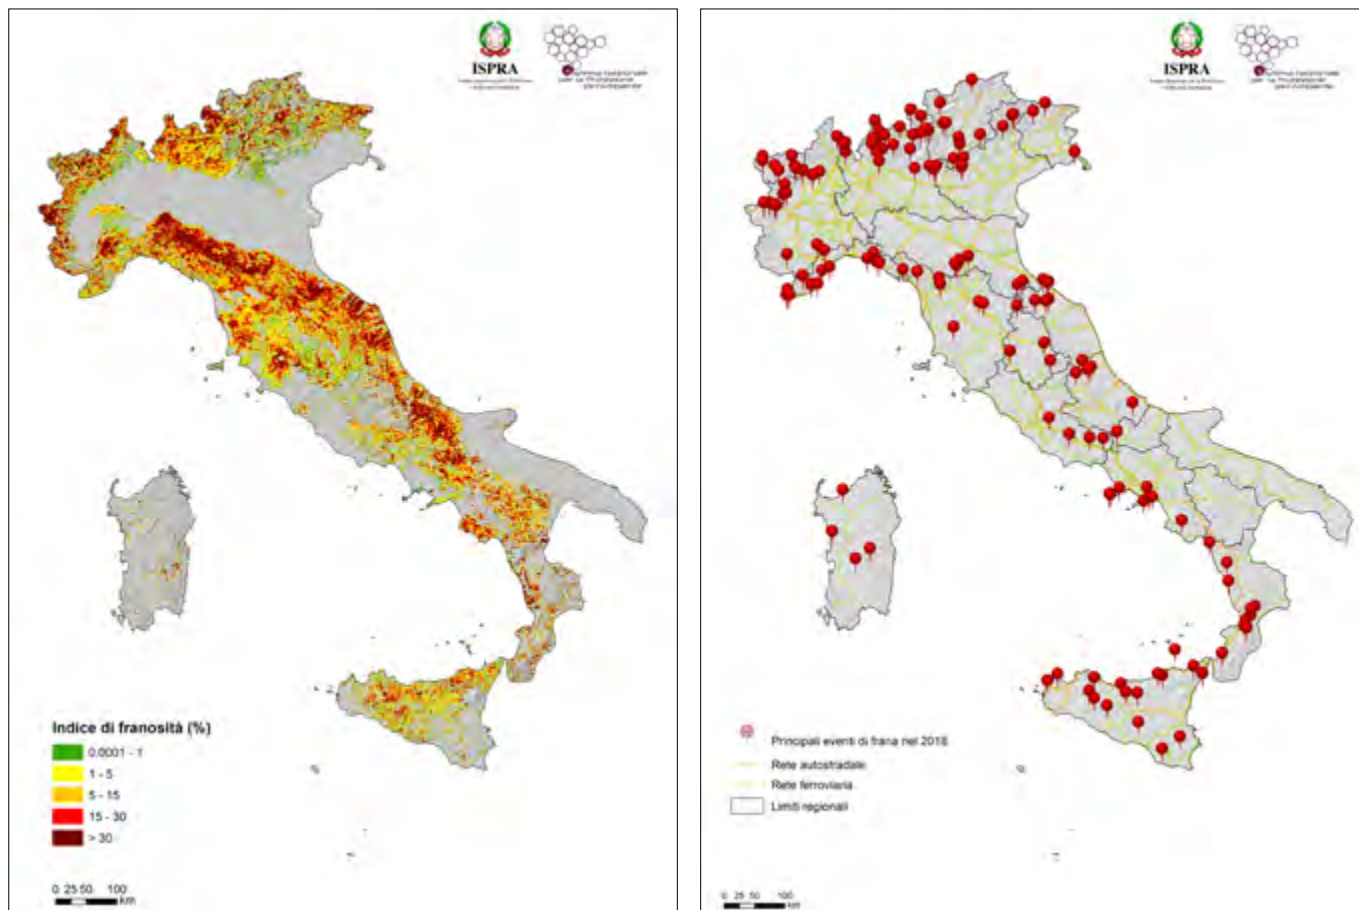 ISPRA
Indice di franosità (%)
0.0001 - 1
1 - 5
5 - 15
15 - 30
> 30
0 25 50 100
km
ISPRA
Principali eventi di frana nel 2018
Rete autostradale
Rete ferroviaria
Limiti regionali
0 25 50 100
km